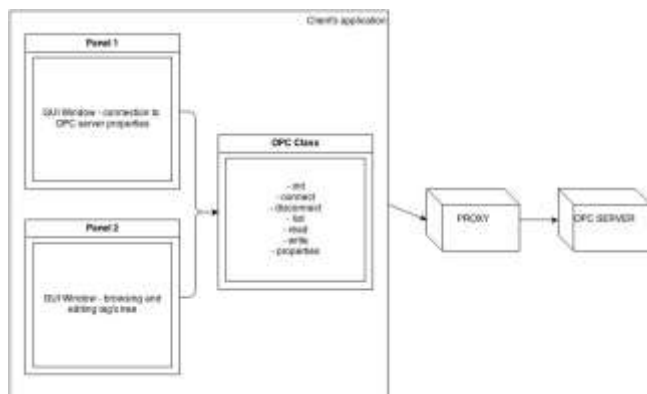 Client's application
Panel 1
GUI Window - connection to
OPC server properties
Panel 2
GUI Window - browsing and
editing tag's tree
OPC Class
- init
- connect
- disconnect
- list
- read
- write
- properties
PROXY
OPC SERVER